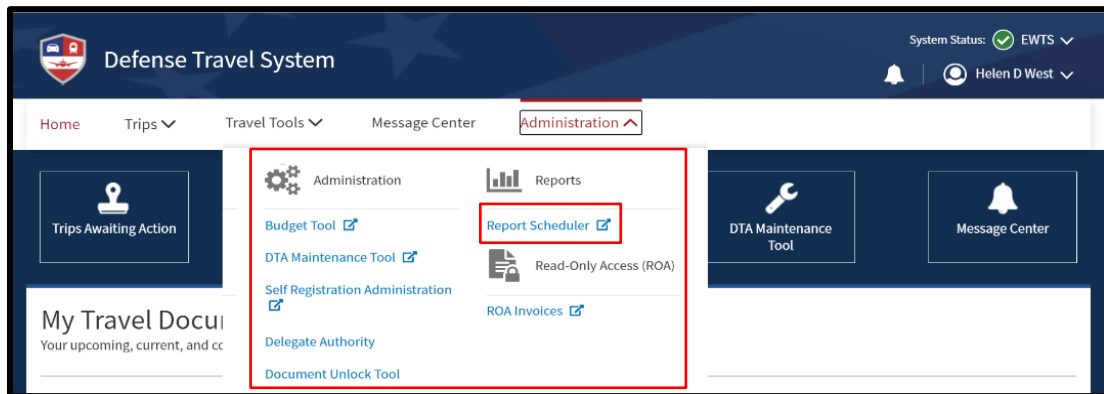 Defense Travel System
System Status: EWTS
Helen D West
Home Trips Travel Tools Message Center Administration
Administration
Budget Tool
DTA Maintenance Tool
Self Registration Administration
Delegate Authority
Document Unlock Tool
Reports
Report Scheduler
Read-Only Access (ROA)
ROA Invoices
Trips Awaiting Action
DTA Maintenance
Tool
Message Center
My Travel Docu
Your upcoming, current, and cc